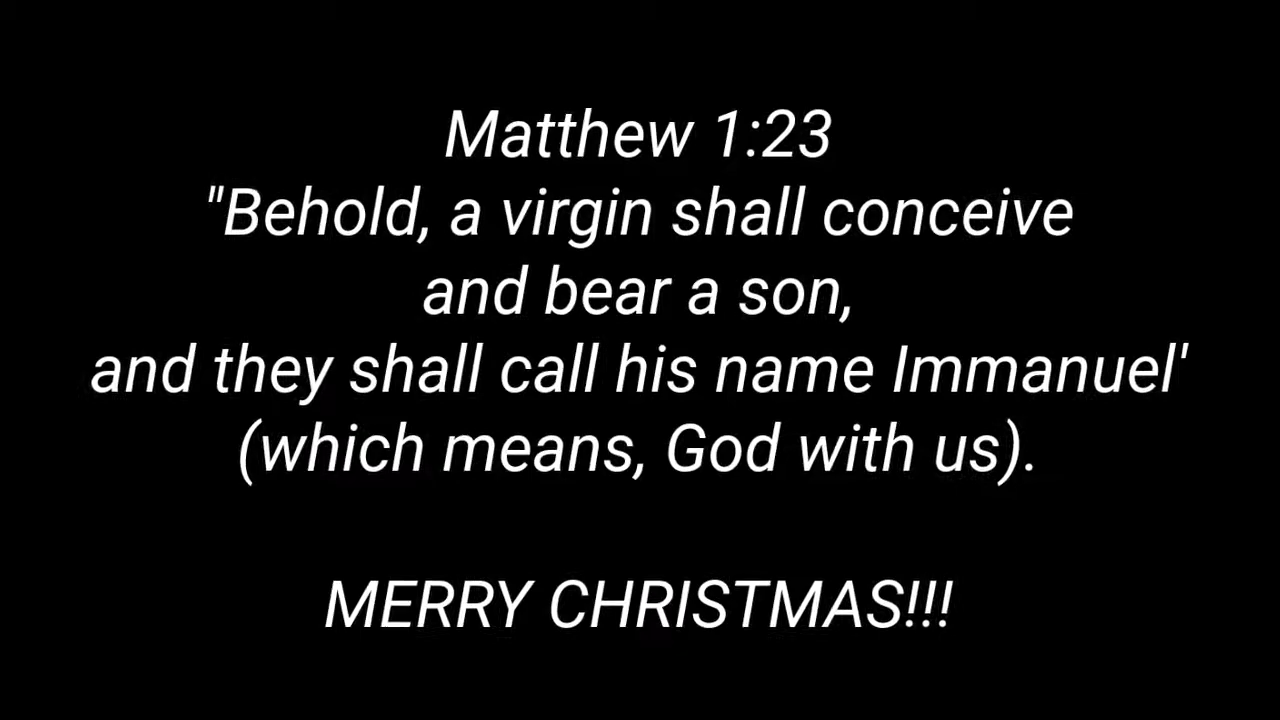 Matthew 1:23
"Behold, a virgin shall conceive
and bear a son,
and they shall call his name Immanuel'
(which means, God with us).
MERRY CHRISTMAS!!!